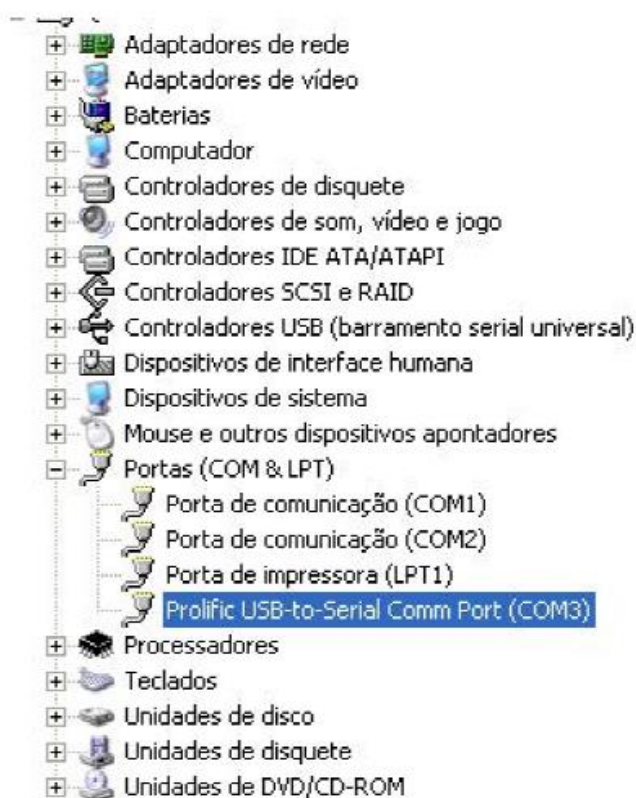 Adaptadores de rede
Adaptadores de vídeo
Baterias
Computador
Controladores de disquete
Controladores de som, vídeo e jogo
Controladores IDE ATA/ATAPI
Controladores SCSI e RAID
Controladores USB (barramento serial universal)
Dispositivos de interface humana
Dispositivos de sistema
Mouse e outros dispositivos apontadores
Portas (COM & LPT)
Porta de comunicação (COM1)
Porta de comunicação (COM2)
Porta de impressora (LPT1)
Prolific USB-to-Serial Comm Port (COM3)
Processadores
Teclados
Unidades de disco
Unidades de disquete
Unidades de DVD/CD-ROM